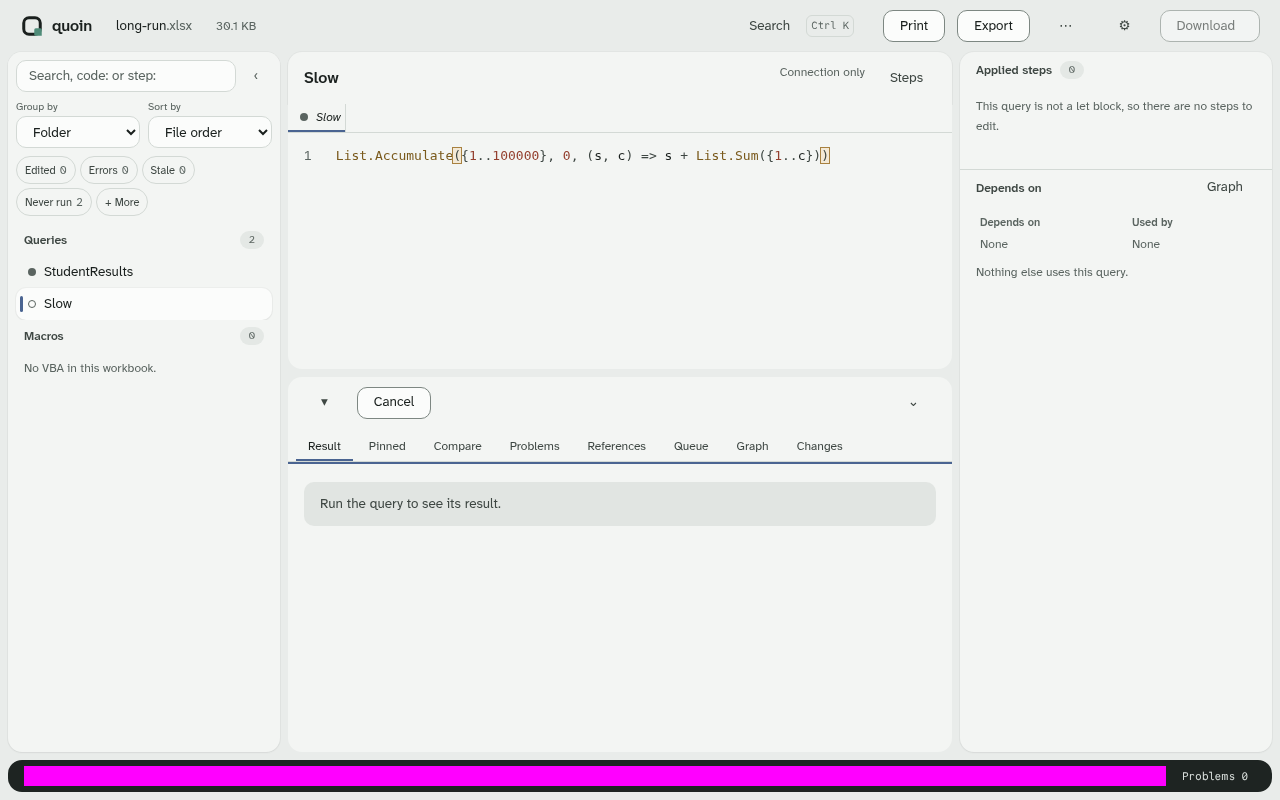 quoin
long-run.xlsx
30.1 KB
Search
Ctrl K
Print
Export
⋯
⚙
Download
Search, code: or step:
‹
Group by
Sort by
Folder
File order
Edited 0
Errors 0
Stale 0
Never run 2
+ More
Queries 2
StudentResults
Slow
Macros 0
No VBA in this workbook.
Slow
Connection only
Steps
Slow
1 List.Accumulate({1..100000}, 0, (s, c) => s + List.Sum({1..c}))
▼
Cancel
⌄
Result
Pinned
Compare
Problems
References
Queue
Graph
Changes
Run the query to see its result.
Applied steps 0
This query is not a let block, so there are no steps to
edit.
Depends on
Graph
Depends on
Used by
None
None
Nothing else uses this query.
Problems 0